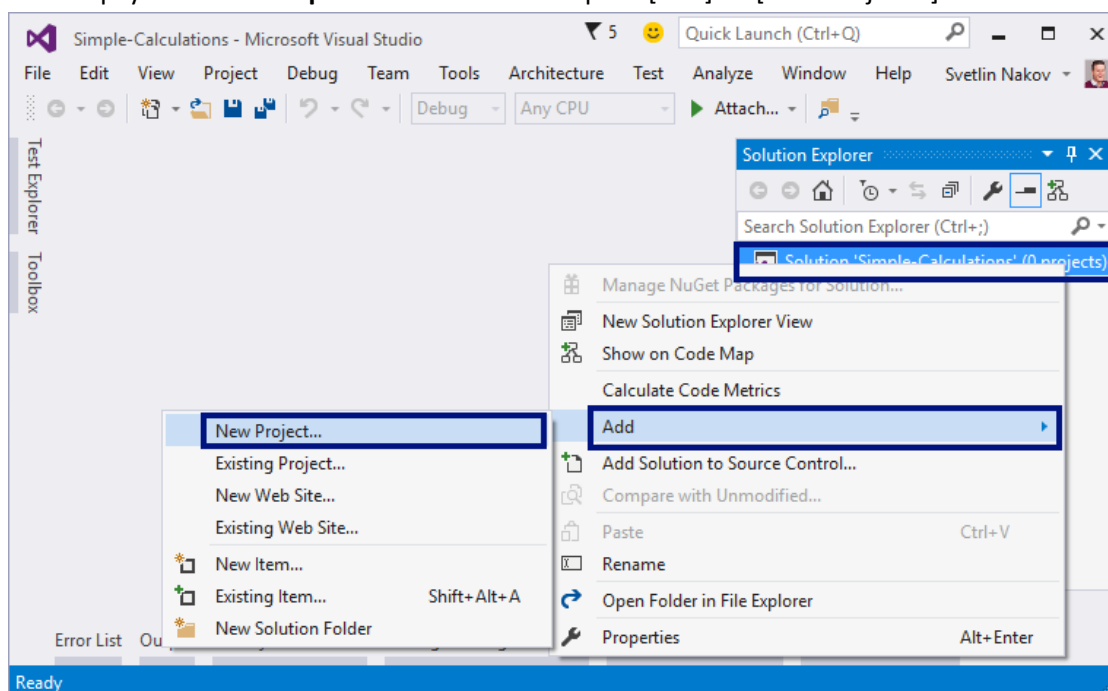 Simple-Calculations - Microsoft Visual Studio
5
Quick Launch (Ctrl+Q)
File Edit View Project Debug Team Tools Architecture Test Analyze Window Help Svetlin Nakov
Debug Any CPU Attach...
Test Explorer
Toolbox
Solution Explorer
Search Solution Explorer (Ctrl+;)
Solution 'Simple-Calculations' (0 projects)
Manage NuGet Packages for Solution...
New Solution Explorer View
Show on Code Map
Calculate Code Metrics
Add
Add Solution to Source Control...
Compare with Unmodified...
Paste Ctrl+V
Rename
Open Folder in File Explorer
Properties Alt+Enter
New Project...
Existing Project...
New Web Site...
Existing Web Site...
New Item...
Existing Item... Shift+Alt+A
New Solution Folder
Error List Ou
Ready